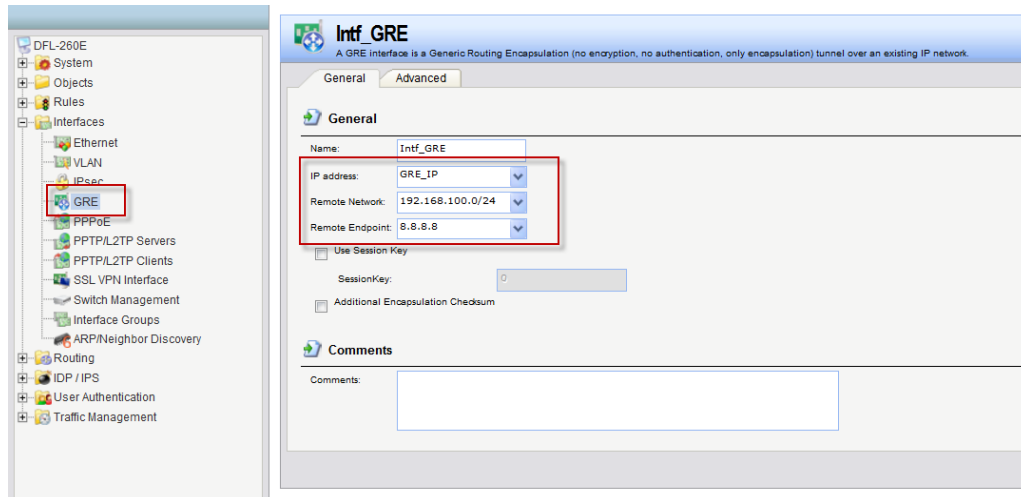 DFL-260E
System
Objects
Rules
Interfaces
Ethernet
VLAN
IPsec
GRE
PPPoE
PPTP/L2TP Servers
PPTP/L2TP Clients
SSL VPN Interface
Switch Management
Interface Groups
ARP/Neighbor Discovery
Routing
IDP / IPS
User Authentication
Traffic Management
Intf_GRE
A GRE interface is a Generic Routing Encapsulation (no encryption, no authentication, only encapsulation) tunnel over an existing IP network.
General Advanced
General
Name: Intf_GRE
IP address: GRE_IP
Remote Network: 192.168.100.0/24
Remote Endpoint: 8.8.8.8
Use Session Key
SessionKey: 0
Additional Encapsulation Checksum
Comments
Comments: